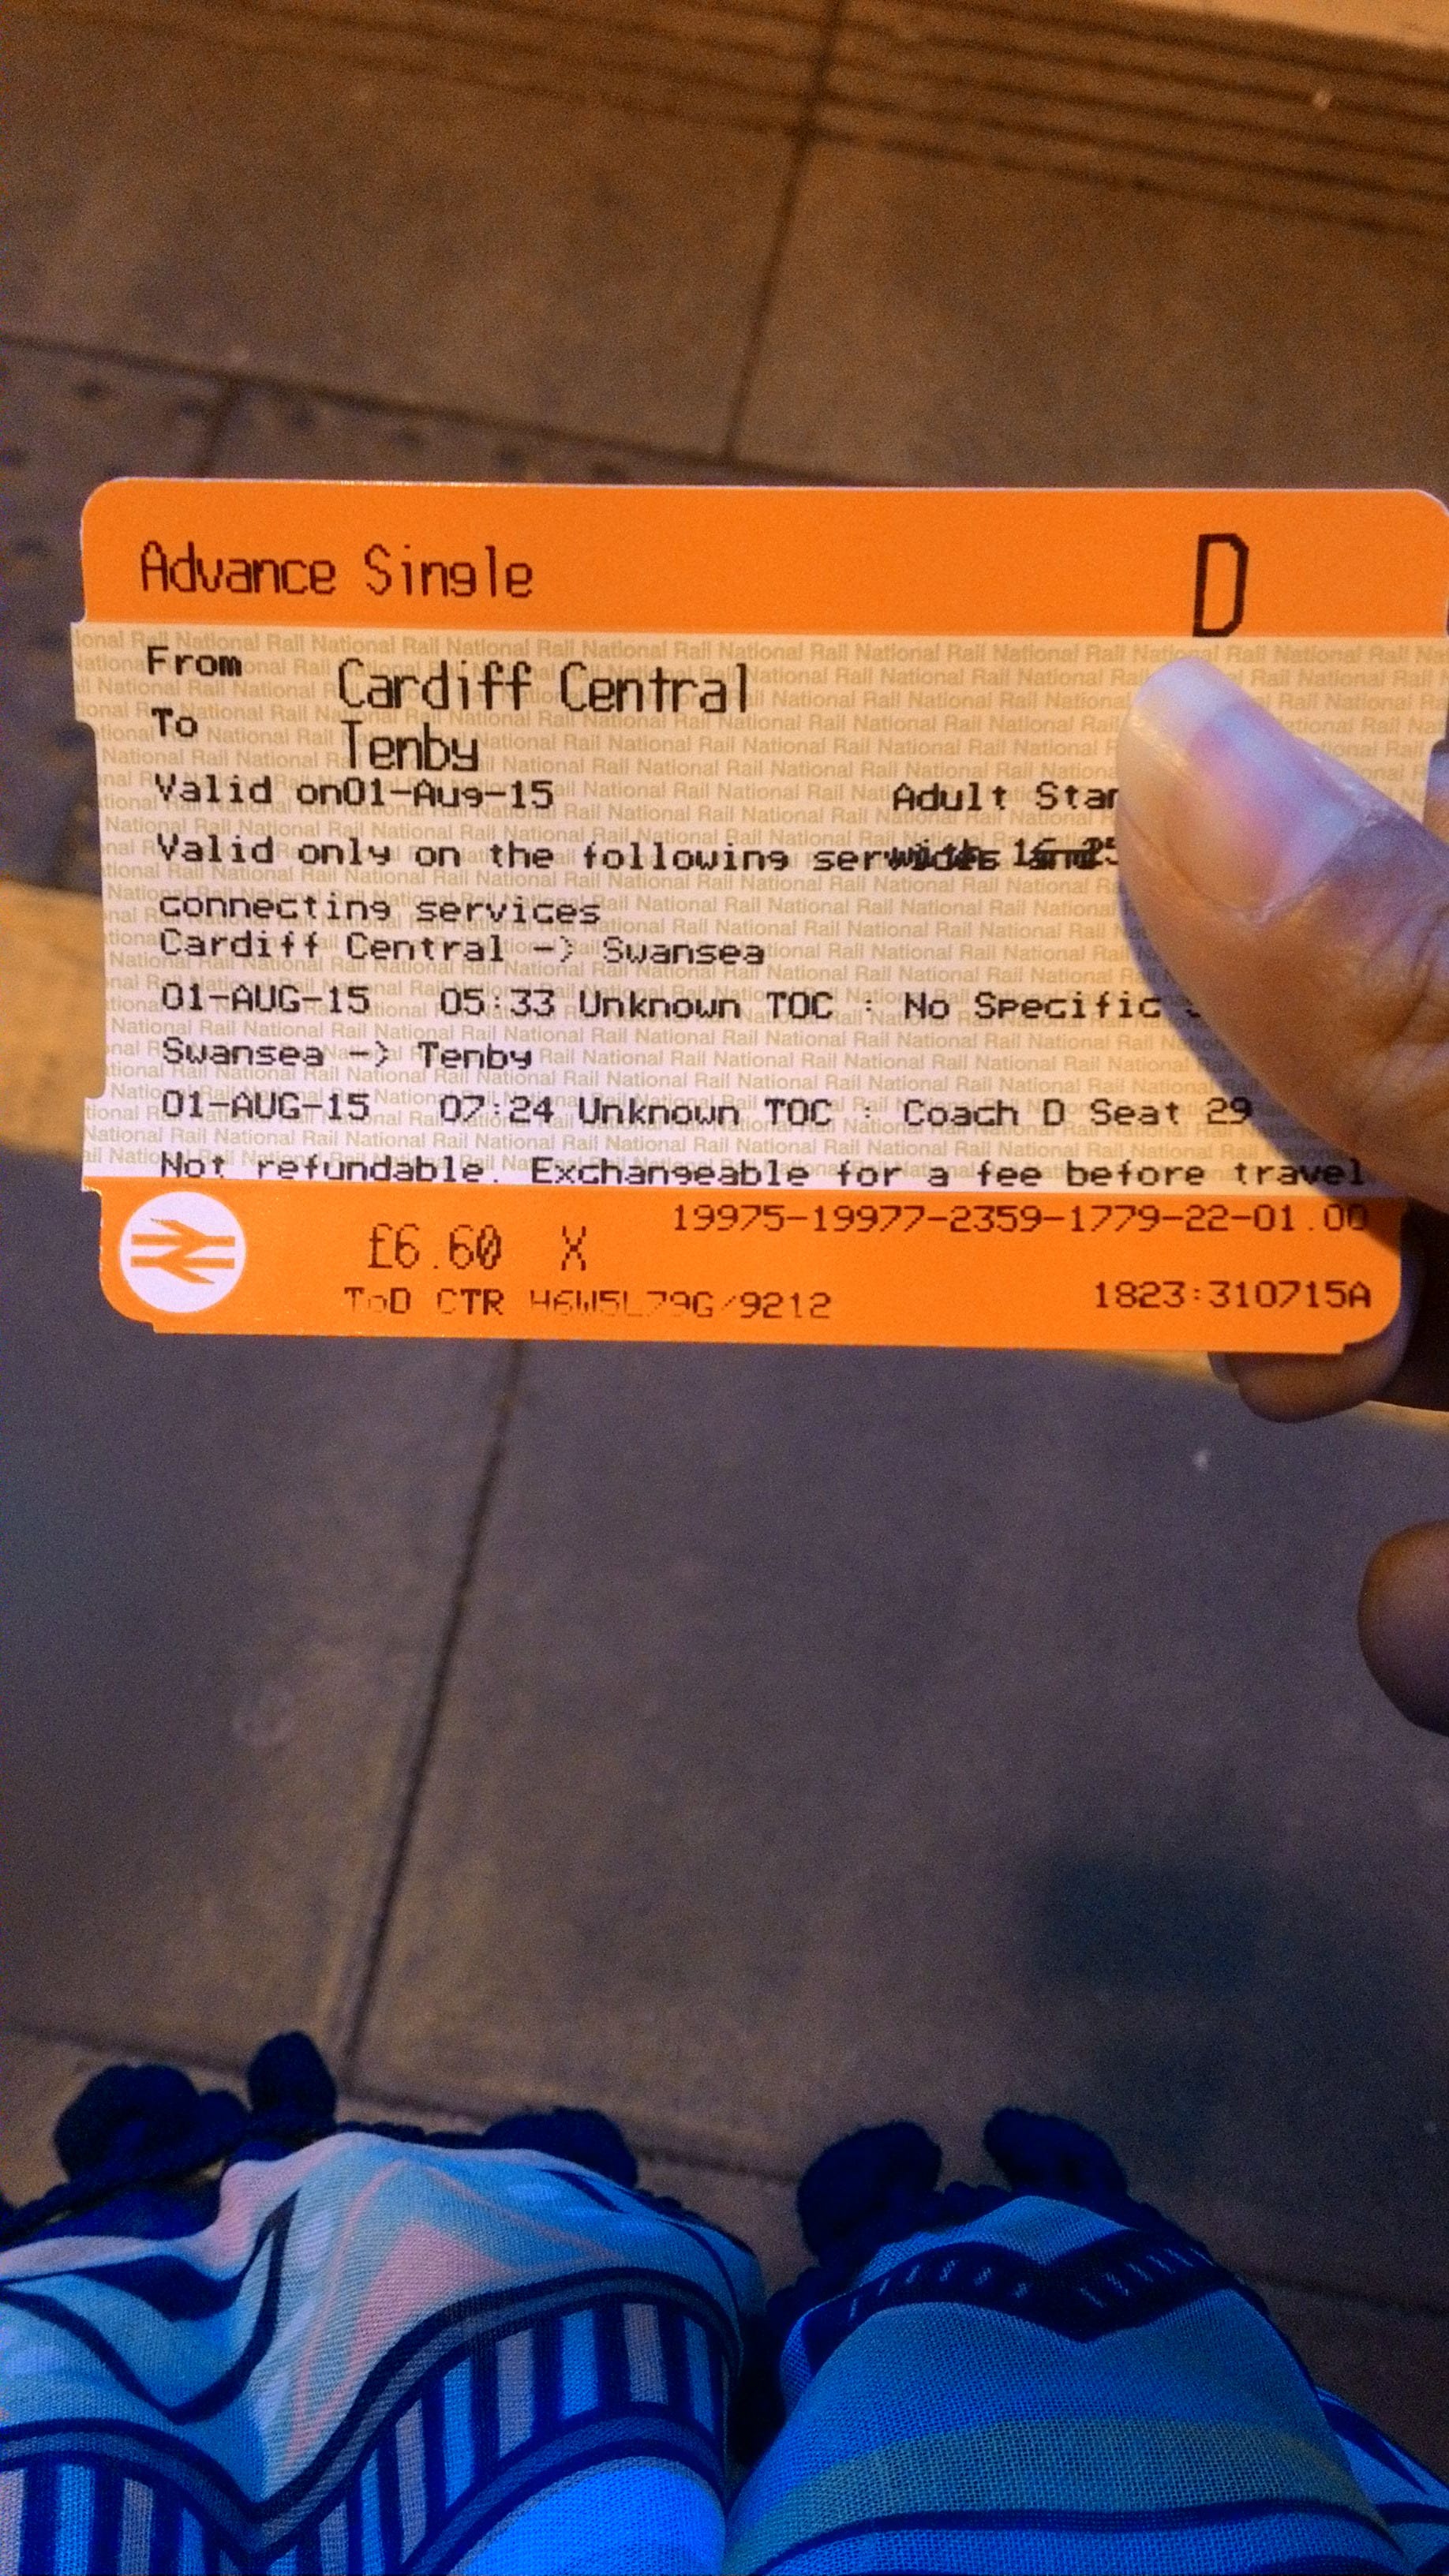 Advance Single D
From Cardiff Central
To Tenby
Valid on01-Aug-15 Adult
Valid only on the following services and with 16-25
connecting services
Cardiff Central -> Swansea
01-AUG-15 05:33 Unknown TOC : No Specific
Swansea -> Tenby
01-AUG-15 07:24 Unknown TOC : Coach D Seat 29
Not refundable. Exchangeable for a fee before travel
19975-19977-2359-1779-22-01.00
£6.60 X
ToD CTR H6W5L79G/9212 1823:310715A